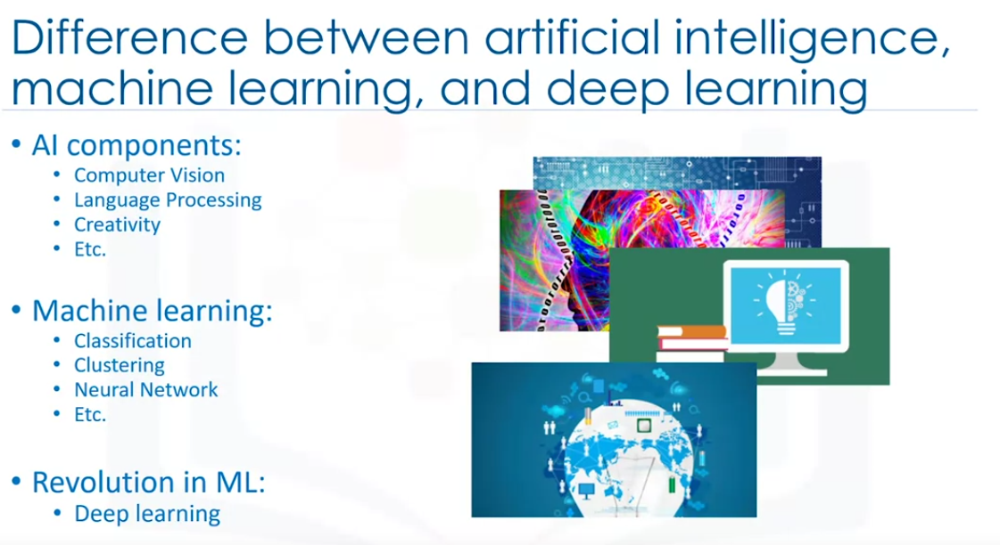 Difference between artificial intelligence,
machine learning, and deep learning
• AI components:
• Computer Vision
• Language Processing
• Creativity
• Etc.
• Machine learning:
• Classification
• Clustering
• Neural Network
• Etc.
• Revolution in ML:
• Deep learning